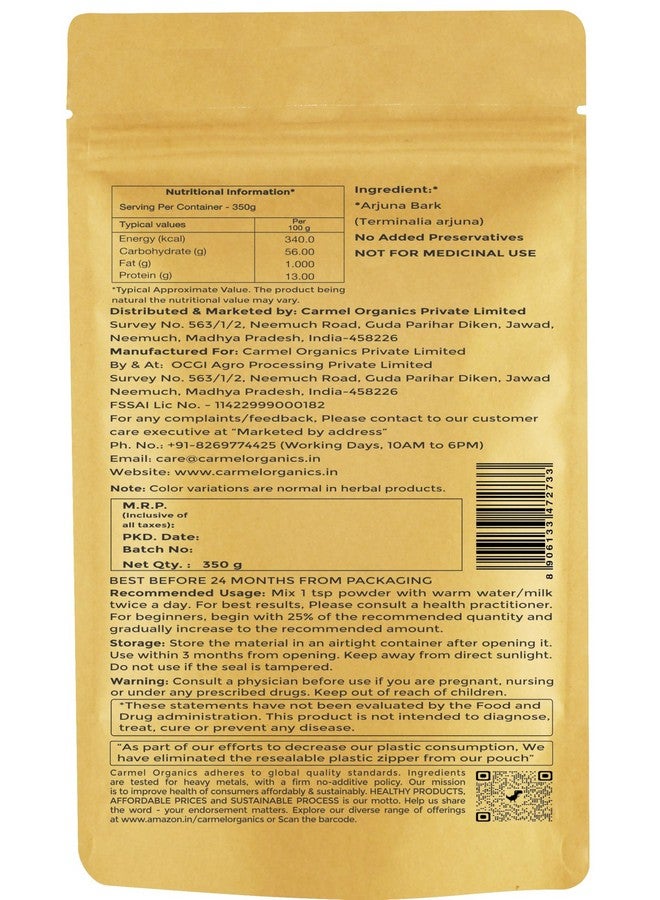 Nutritional Information*
Serving Per Container - 350g
Typical values Per 100 g
Energy (kcal) 340.0
Carbohydrate (g) 56.00
Fat (g) 1.000
Protein (g) 13.00
*Typical Approximate Value. The product being
natural the nutritional value may vary.
Ingredient:*
*Arjuna Bark
(Terminalia arjuna)
No Added Preservatives
NOT FOR MEDICINAL USE
Distributed & Marketed by: Carmel Organics Private Limited
Survey No. 563/1/2, Neemuch Road, Guda Parihar Diken, Jawad,
Neemuch, Madhya Pradesh, India-458226
Manufactured For: Carmel Organics Private Limited
By & At: OCGI Agro Processing Private Limited
Survey No. 563/1/2, Neemuch Road, Guda Parihar Diken, Jawad
Neemuch, Madhya Pradesh, India-458226
FSSAI Lic No. - 11422999000182
For any complaints/feedback, Please contact to our customer
care executive at "Marketed by address"
Ph. No.: +91-8269774425 (Working Days, 10AM to 6PM)
Email: care@carmelorganics.in
Website: www.carmelorganics.in
Note: Color variations are normal in herbal products.
M.R.P.
(Inclusive of
all taxes):
PKD. Date:
Batch No:
Net Qty. : 350 g
8 906133 472733
BEST BEFORE 24 MONTHS FROM PACKAGING
Recommended Usage: Mix 1 tsp powder with warm water/milk
twice a day. For best results, Please consult a health practitioner.
For beginners, begin with 25% of the recommended quantity and
gradually increase to the recommended amount.
Storage: Store the material in an airtight container after opening it.
Use within 3 months from opening. Keep away from direct sunlight.
Do not use if the seal is tampered.
Warning: Consult a physician before use if you are pregnant, nursing
or under any prescribed drugs. Keep out of reach of children.
*These statements have not been evaluated by the Food and
Drug administration. This product is not intended to diagnose,
treat, cure or prevent any disease.
"As part of our efforts to decrease our plastic consumption, We
have eliminated the resealable plastic zipper from our pouch"
Carmel Organics adheres to global quality standards. Ingredients
are tested for heavy metals, with a firm no-additive policy. Our mission
is to improve health of consumers affordably & sustainably. HEALTHY PRODUCTS,
AFFORDABLE PRICES and SUSTAINABLE PROCESS is our motto. Help us share
the word - your endorsement matters. Explore our diverse range of offerings
at www.amazon.in/carmelorganics or Scan the barcode.